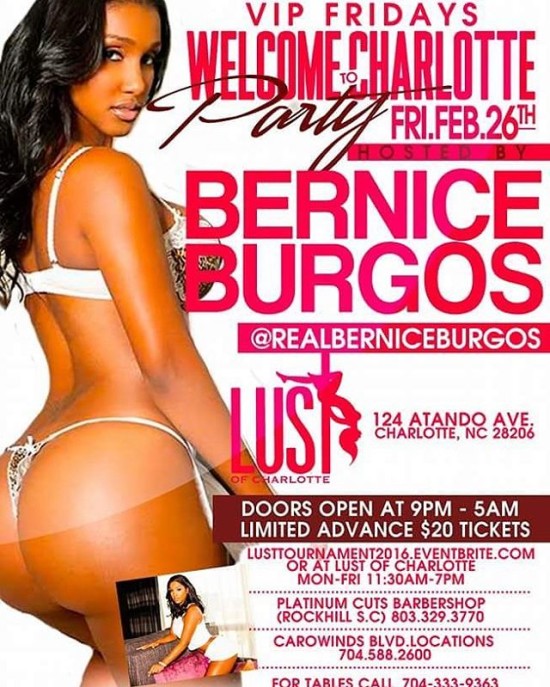 VIP FRIDAYS
WELCOME TO CHARLOTTE
Party
FRI.FEB.26TH
HOSTED BY
BERNICE
BURGOS
@REALBERNICEBURGOS
LUST
OF CHARLOTTE
124 ATANDO AVE.
CHARLOTTE, NC 28206
DOORS OPEN AT 9PM - 5AM
LIMITED ADVANCE $20 TICKETS
LUSTTOURNAMENT2016.EVENTBRITE.COM
OR AT LUST OF CHARLOTTE
MON-FRI 11:30AM-7PM
PLATINUM CUTS BARBERSHOP
(ROCKHILL S.C) 803.329.3770
CAROWINDS BLVD.LOCATIONS
704.588.2600
FOR TABLES CALL 704-333-9363